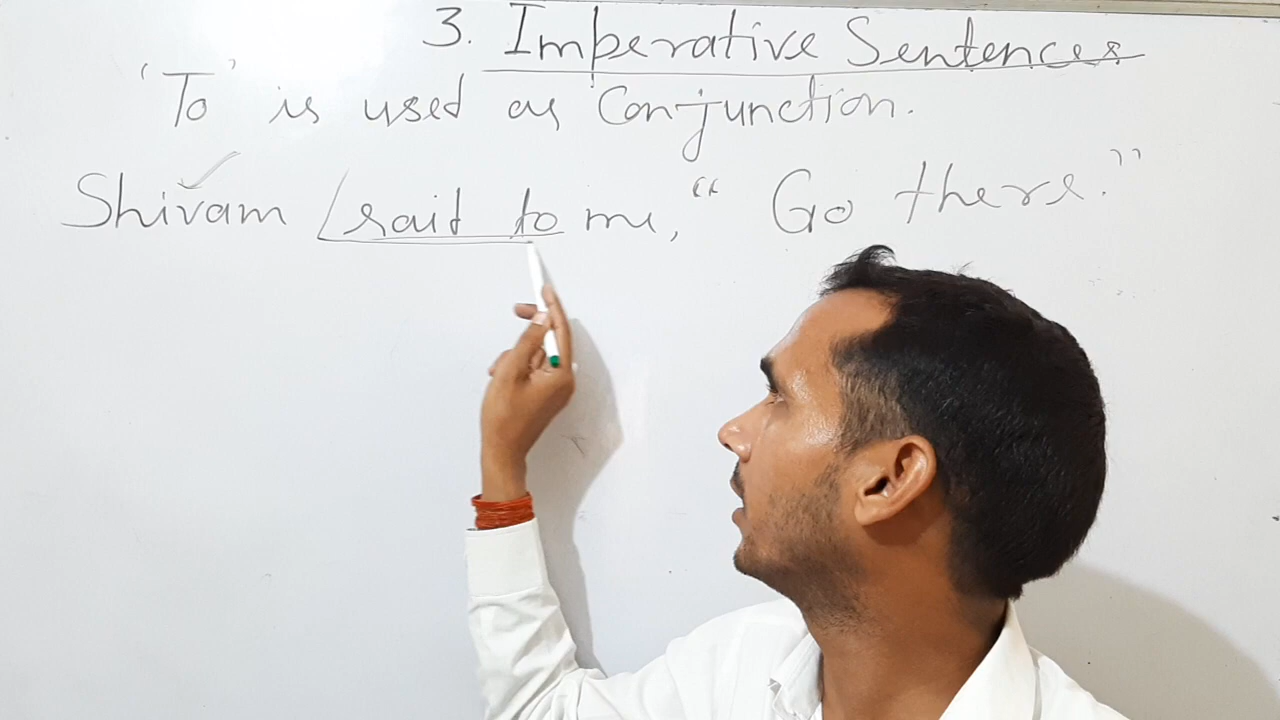 3. Imperative Sentences
'To' is used as Conjunction.
Shivam said to me, "Go there."